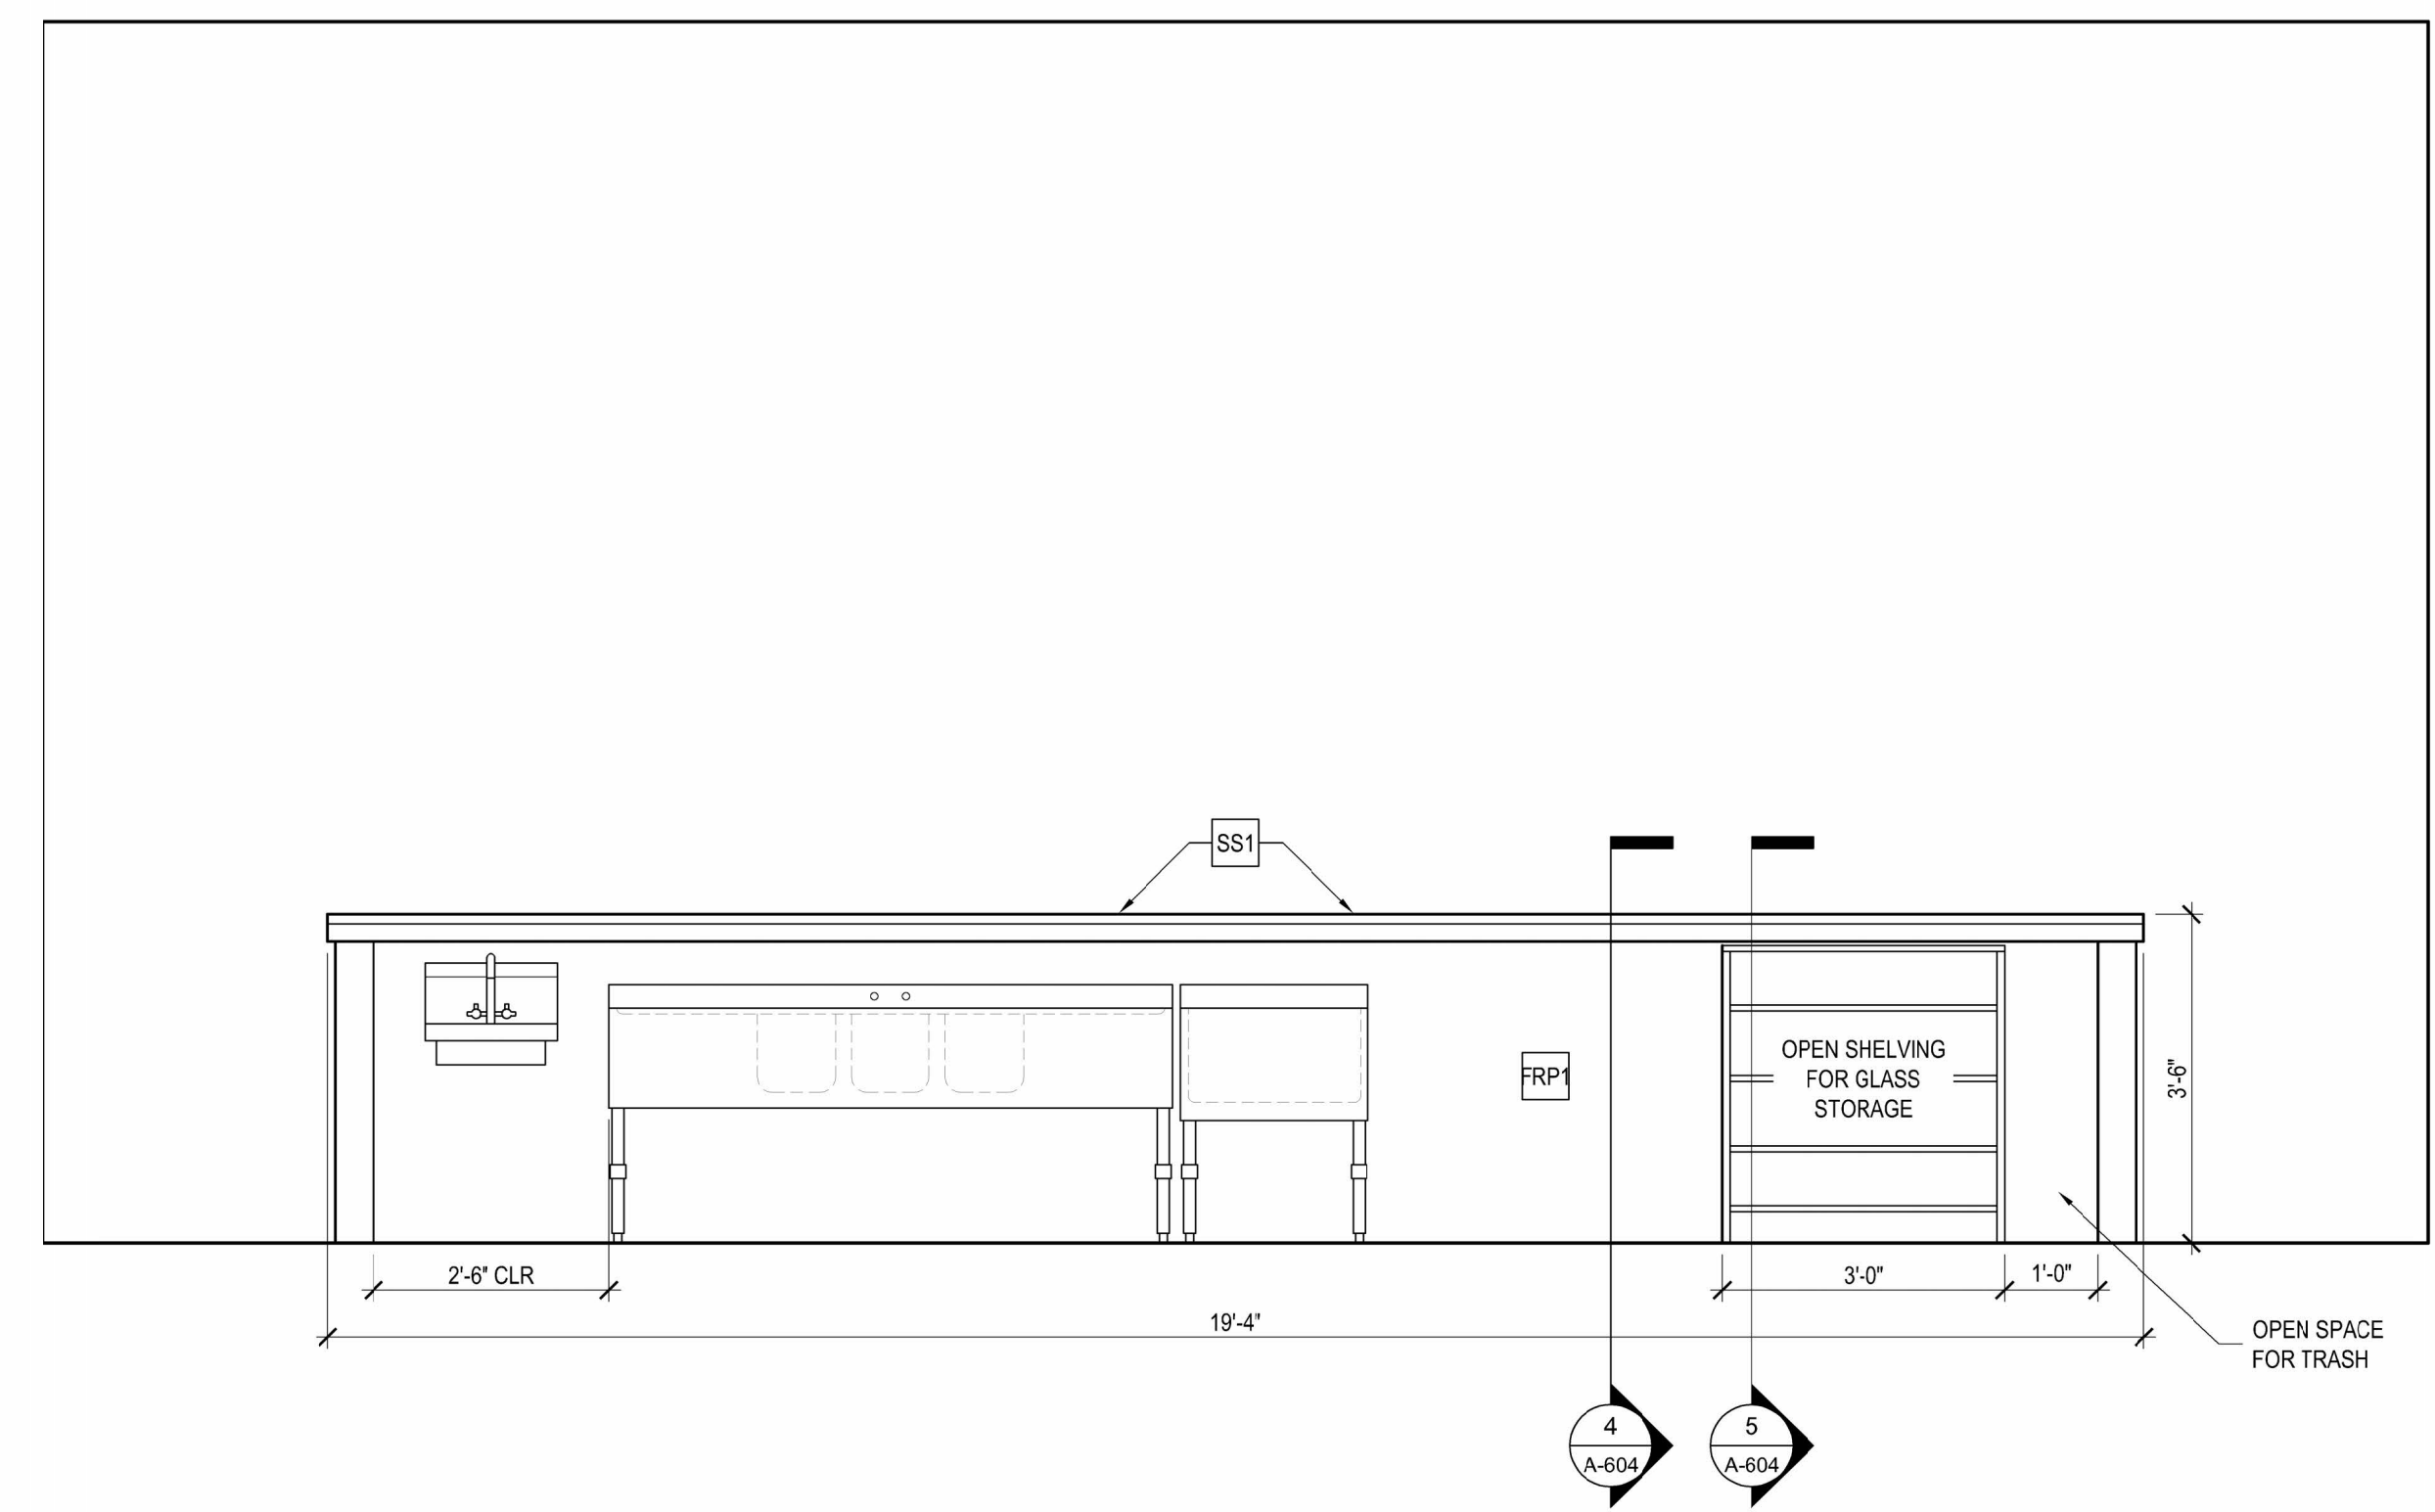 SS1
FRP1
OPEN SHELVING
FOR GLASS
STORAGE
3'-6"
2'-6" CLR
3'-0"
1'-0"
19'-4"
OPEN SPACE
FOR TRASH
4
A-604
5
A-604